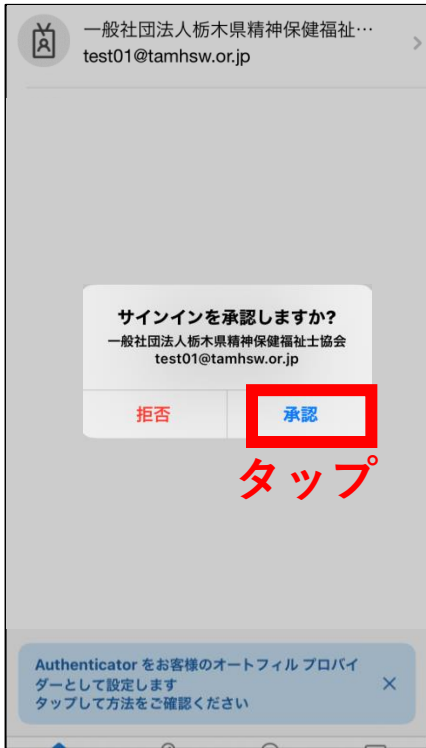 一般社団法人栃木県精神保健福祉…
test01@tamhsw.or.jp
サインインを承認しますか?
一般社団法人栃木県精神保健福祉士協会
test01@tamhsw.or.jp
拒否
承認
タップ
Authenticator をお客様のオートフィル プロバイ
ダーとして設定します
タップして方法をご確認ください